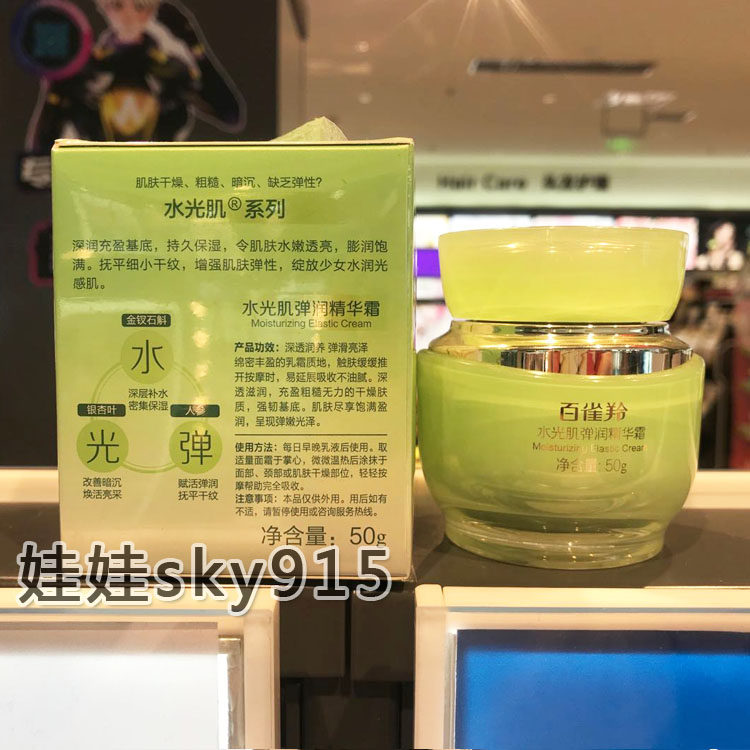 肌肤干燥、粗糙、暗沉、缺乏弹性?
水光肌®系列
深润充盈基底,持久保湿,令肌肤水嫩透亮,膨润饱
满。抚平细小干纹,增强肌肤弹性,绽放少女水润光
感肌。
水光肌弹润精华霜
Moisturizing Elastic Cream
金钗石斛
水
深层补水
密集保湿
银杏叶
光
改善暗沉
焕活亮采
人参
弹
赋活弹润
抚平干纹
产品功效:深透润养 弹滑亮泽
绵密丰盈的乳霜质地,触肤缓缓推
开按摩时,易延展吸收不油腻。深
透滋润,充盈粗糙无力的干燥肤
质,强韧基底。肌肤尽享饱满盈
润,呈现弹嫩光泽。
使用方法:每日早晚乳液后使用。取
适量面霜于掌心,微微温热后涂抹于
面部、颈部或肌肤干燥部位,轻轻按
摩帮助完全吸收。
注意事项:本品仅供外用。用后如有
不适,请暂停使用或咨询服务热线。
净含量:50g
百雀羚
水光肌弹润精华霜
Moisturizing Elastic Cream
净含量:50g
Hair Care
娃娃sky915